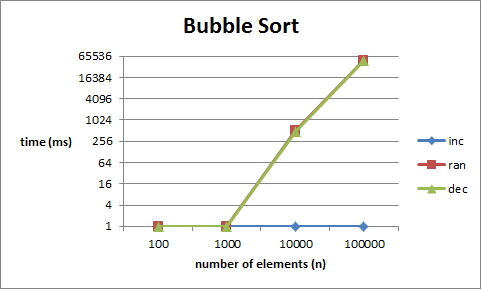 Bubble Sort
65536
16384
4096
1024
256
64
16
4
1
time (ms)
100 1000 10000 100000
number of elements (n)
inc
ran
dec